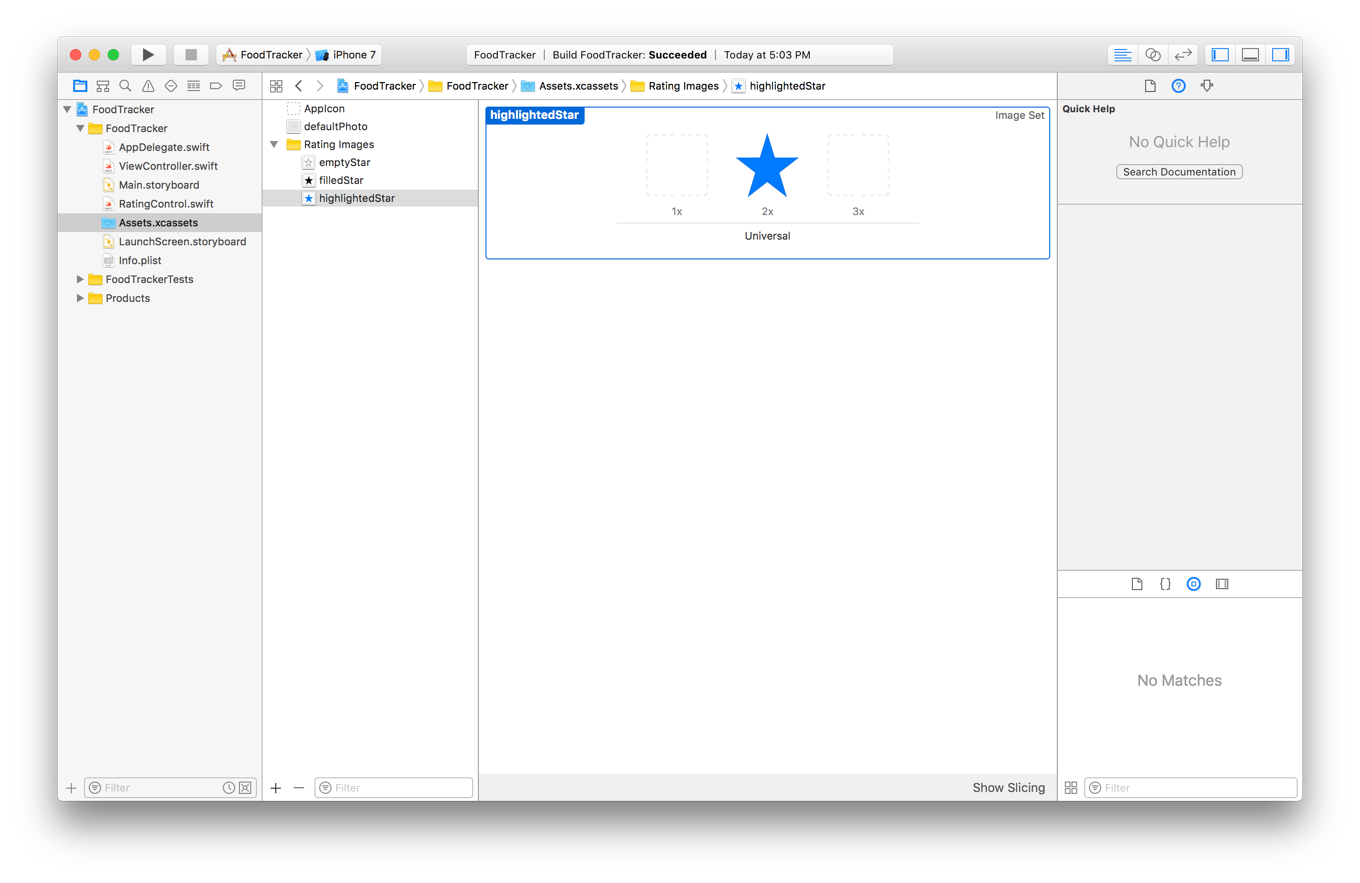 FoodTracker iPhone 7
FoodTracker | Build FoodTracker: Succeeded | Today at 5:03 PM
FoodTracker FoodTracker Assets.xcassets Rating Images highlightedStar
FoodTracker
FoodTracker
AppDelegate.swift
ViewController.swift
Main.storyboard
RatingControl.swift
Assets.xcassets
LaunchScreen.storyboard
Info.plist
FoodTrackerTests
Products
Filter
AppIcon
defaultPhoto
Rating Images
emptyStar
filledStar
highlightedStar
Filter
highlightedStar
Image Set
1x 2x 3x
Universal
Show Slicing
Quick Help
No Quick Help
Search Documentation
No Matches
Filter